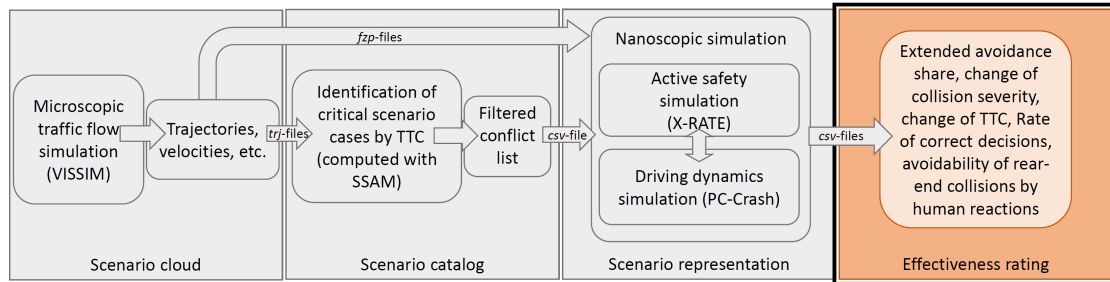 fzp-files
Microscopic
traffic flow
simulation
(VISSIM)
Trajectories,
velocities, etc.
Scenario cloud
trj-files
Identification of
critical scenario
cases by TTC
(computed with
SSAM)
Filtered
conflict
list
Scenario catalog
csv-file
Nanoscopic simulation
Active safety
simulation
(X-RATE)
Driving dynamics
simulation (PC-Crash)
Scenario representation
csv-files
Extended avoidance
share, change of
collision severity,
change of TTC, Rate
of correct decisions,
avoidability of rear-
end collisions by
human reactions
Effectiveness rating